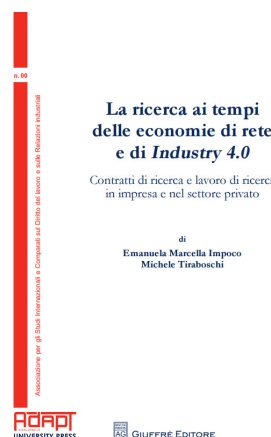 n. 00
La ricerca ai tempi
delle economie di rete
e di Industry 4.0
Contratti di ricerca e lavoro di ricerca
in impresa e nel settore privato
di
Emanuela Marcella Impoco
Michele Tiraboschi
Associazione per gli Studi Internazionali e Comparati sul Diritto del lavoro e sulle Relazioni industriali
ADAPT
UNIVERSITY PRESS
AG GIUFFRÈ EDITORE